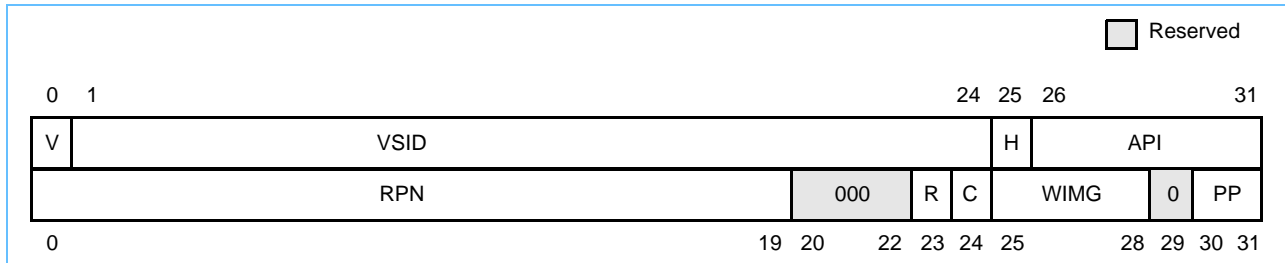 Reserved
0 1 24 25 26 31
V VSID H API
RPN 000 R C WIMG 0 PP
0 19 20 22 23 24 25 28 29 30 31